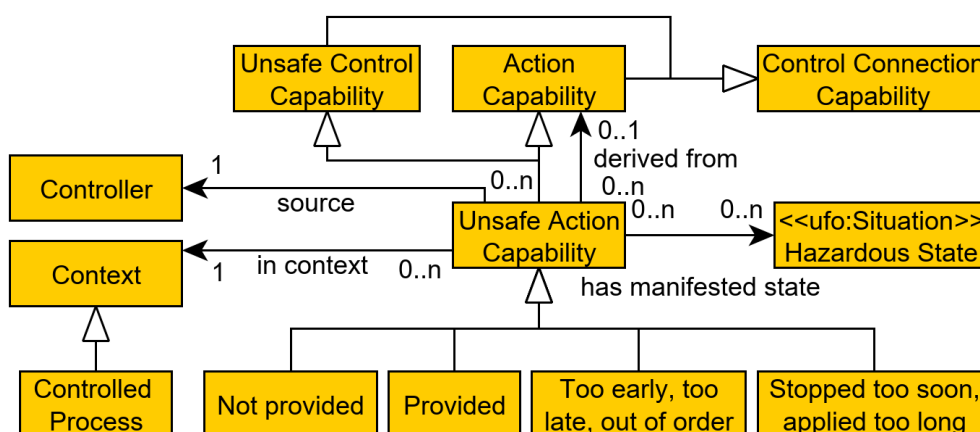 Unsafe Control
Capability
Action
Capability
Control Connection
Capability
0..1
derived from
0..n
Controller
1
source
0..n
Unsafe Action
Capability
0..n
0..n
<<ufo:Situation>>
Hazardous State
Context
1
in context
0..n
has manifested state
Controlled
Process
Not provided
Provided
Too early, too
late, out of order
Stopped too soon,
applied too long